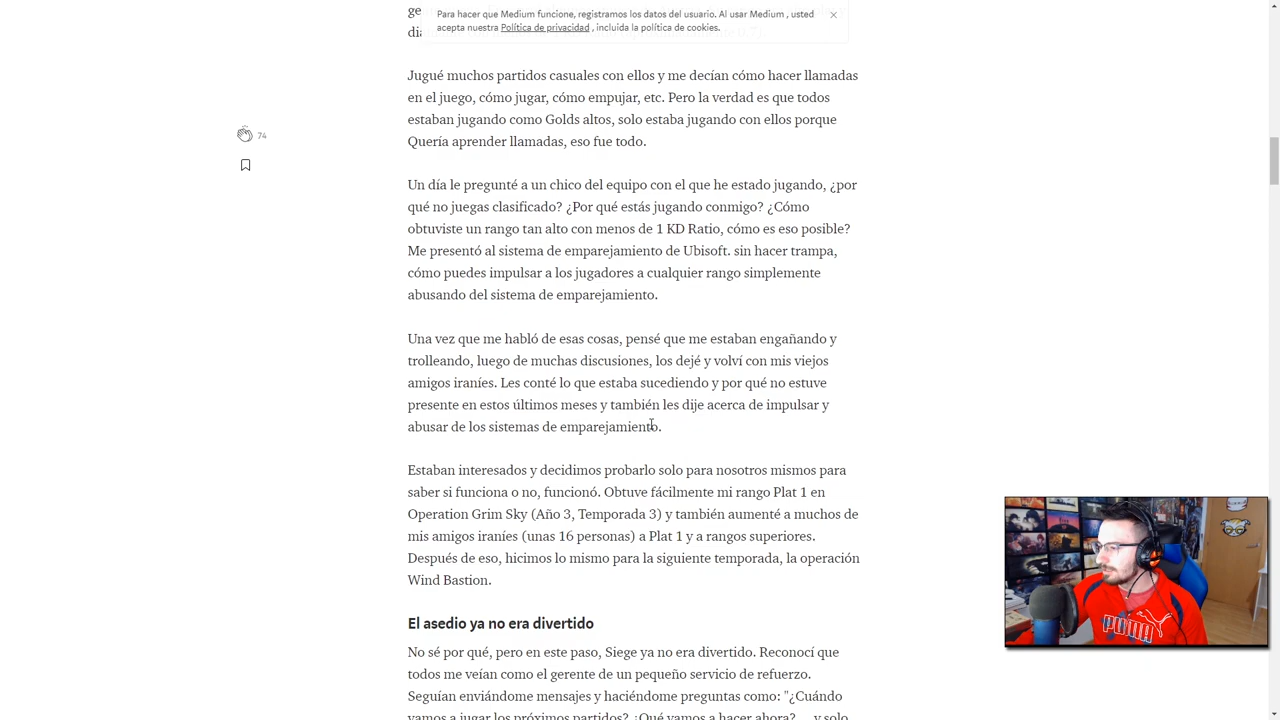 Para hacer que Medium funcione, registramos los datos del usuario. Al usar Medium , usted
acepta nuestra Política de privacidad , incluida la política de cookies.
Jugué muchos partidos casuales con ellos y me decían cómo hacer llamadas
en el juego, cómo jugar, cómo empujar, etc. Pero la verdad es que todos
estaban jugando como Golds altos, solo estaba jugando con ellos porque
Quería aprender llamadas, eso fue todo.
74
Un día le pregunté a un chico del equipo con el que he estado jugando, ¿por
qué no juegas clasificado? ¿Por qué estás jugando conmigo? ¿Cómo
obtuviste un rango tan alto con menos de 1 KD Ratio, cómo es eso posible?
Me presentó al sistema de emparejamiento de Ubisoft. sin hacer trampa,
cómo puedes impulsar a los jugadores a cualquier rango simplemente
abusando del sistema de emparejamiento.
Una vez que me habló de esas cosas, pensé que me estaban engañando y
trolleando, luego de muchas discusiones, los dejé y volví con mis viejos
amigos iraníes. Les conté lo que estaba sucediendo y por qué no estuve
presente en estos últimos meses y también les dije acerca de impulsar y
abusar de los sistemas de emparejamiento.
Estaban interesados y decidimos probarlo solo para nosotros mismos para
saber si funciona o no, funcionó. Obtuve fácilmente mi rango Plat 1 en
Operation Grim Sky (Año 3, Temporada 3) y también aumenté a muchos de
mis amigos iraníes (unas 16 personas) a Plat 1 y a rangos superiores.
Después de eso, hicimos lo mismo para la siguiente temporada, la operación
Wind Bastion.
El asedio ya no era divertido
No sé por qué, pero en este paso, Siege ya no era divertido. Reconocí que
todos me veían como el gerente de un pequeño servicio de refuerzo.
Seguían enviándome mensajes y haciéndome preguntas como: "¿Cuándo
vamos a jugar los próximos partidos? ¿Qué vamos a hacer ahora? ... y solo
PUMA